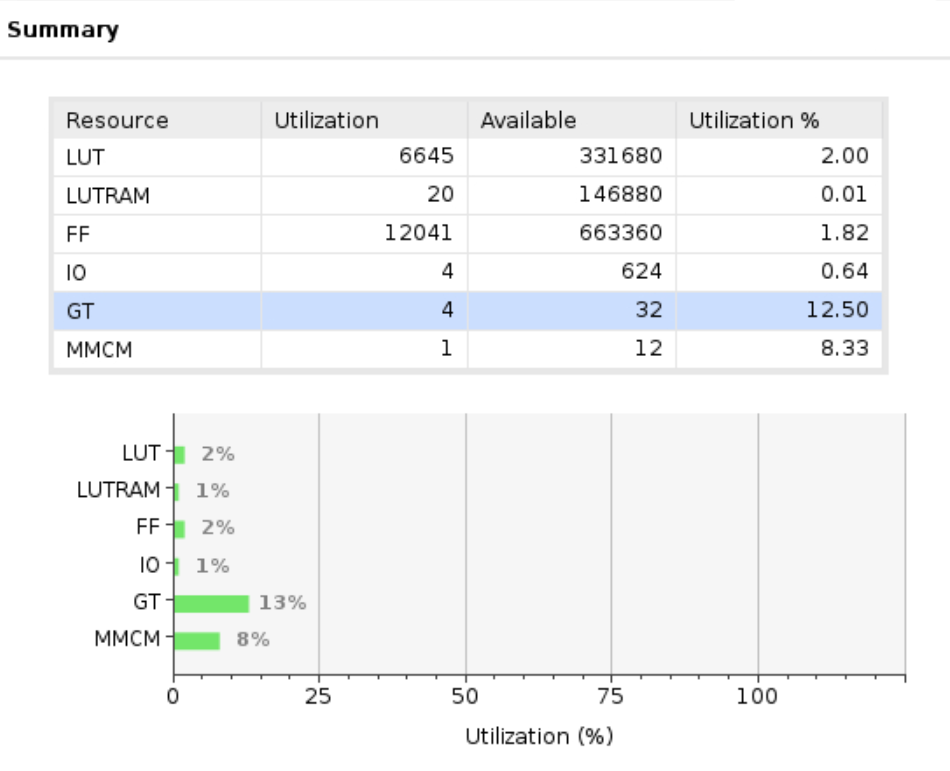 Summary
Resource Utilization Available Utilization %
LUT 6645 331680 2.00
LUTRAM 20 146880 0.01
FF 12041 663360 1.82
IO 4 624 0.64
GT 4 32 12.50
MMCM 1 12 8.33
LUT 2%
LUTRAM 1%
FF 2%
IO 1%
GT 13%
MMCM 8%
0 25 50 75 100
Utilization (%)